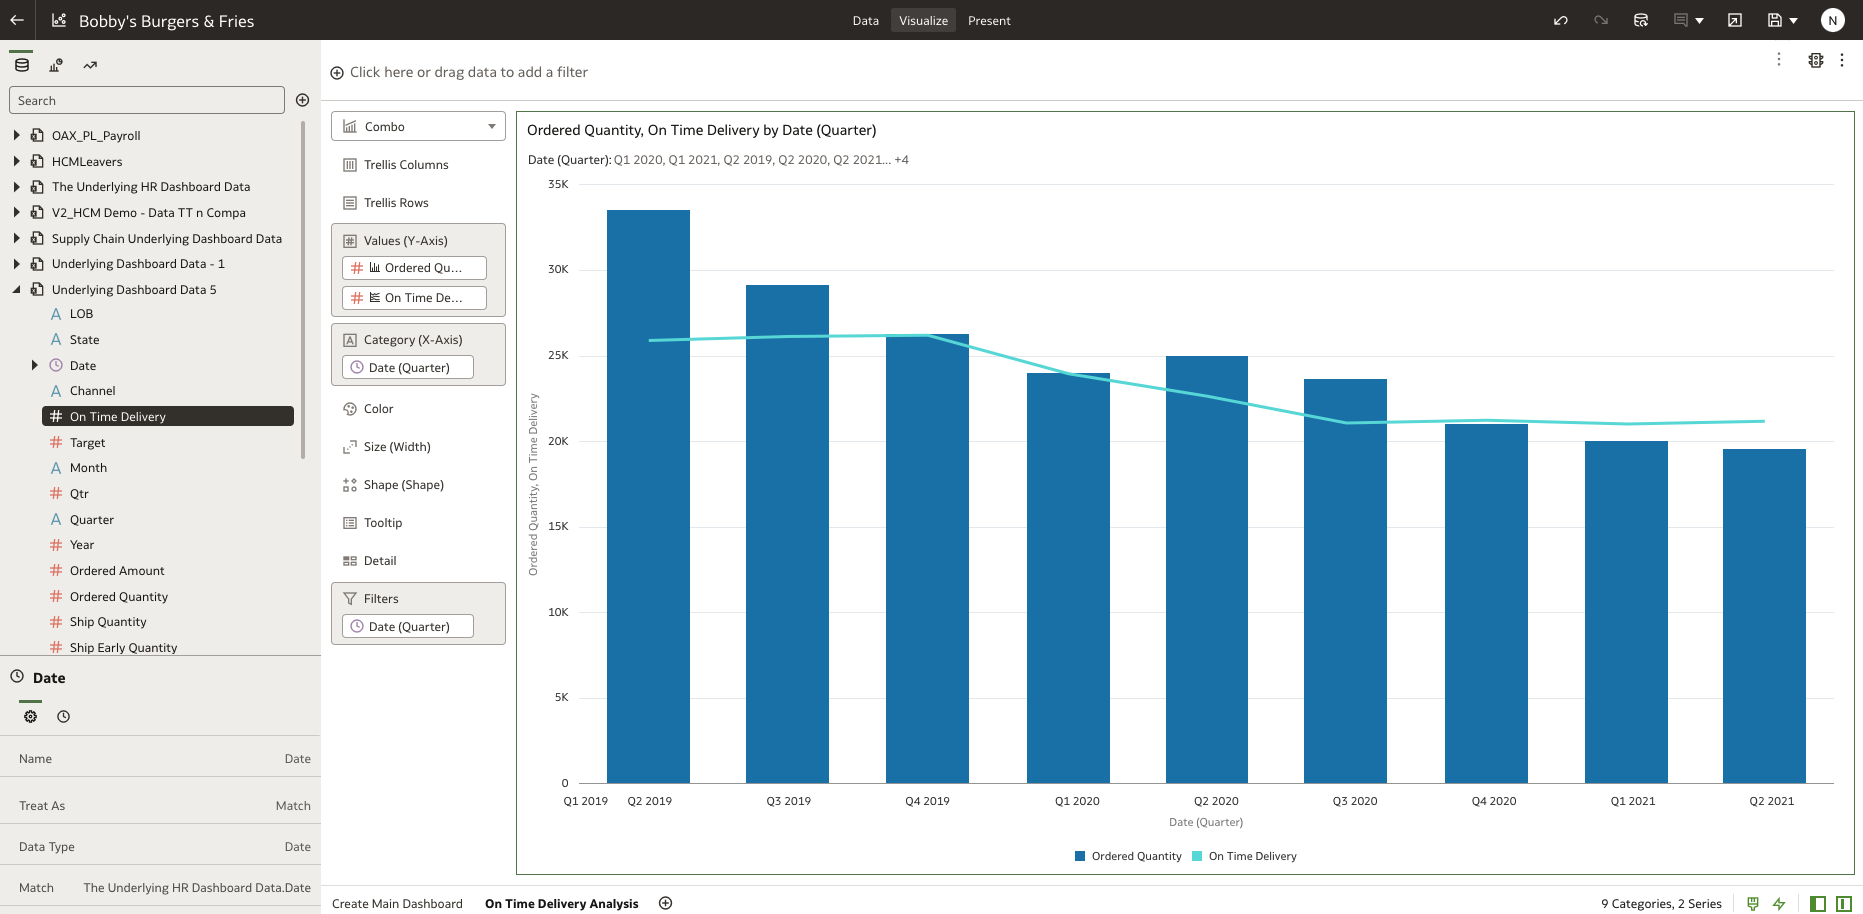 Bobby's Burgers & Fries
Data Visualize Present
N
Search
OAX_PL_Payroll
HCMLeavers
The Underlying HR Dashboard Data
V2_HCM Demo - Data TT n Compa
Supply Chain Underlying Dashboard Data
Underlying Dashboard Data - 1
Underlying Dashboard Data 5
A LOB
A State
Date
A Channel
# On Time Delivery
# Target
A Month
# Qtr
A Quarter
# Year
# Ordered Amount
# Ordered Quantity
# Ship Quantity
# Ship Early Quantity
Date
Name Date
Treat As Match
Data Type Date
Match The Underlying HR Dashboard Data.Date
Click here or drag data to add a filter
Combo
Trellis Columns
Trellis Rows
# Values (Y-Axis)
# Ordered Qu...
# On Time De...
A Category (X-Axis)
Date (Quarter)
Color
Size (Width)
Shape (Shape)
Tooltip
Detail
Filters
Date (Quarter)
Ordered Quantity, On Time Delivery by Date (Quarter)
Date (Quarter): Q1 2020, Q1 2021, Q2 2019, Q2 2020, Q2 2021... +4
35K
30K
25K
20K
15K
10K
5K
0
Ordered Quantity, On Time Delivery
Q1 2019 Q2 2019 Q3 2019 Q4 2019 Q1 2020 Q2 2020 Q3 2020 Q4 2020 Q1 2021 Q2 2021
Date (Quarter)
Ordered Quantity On Time Delivery
Create Main Dashboard On Time Delivery Analysis
9 Categories, 2 Series